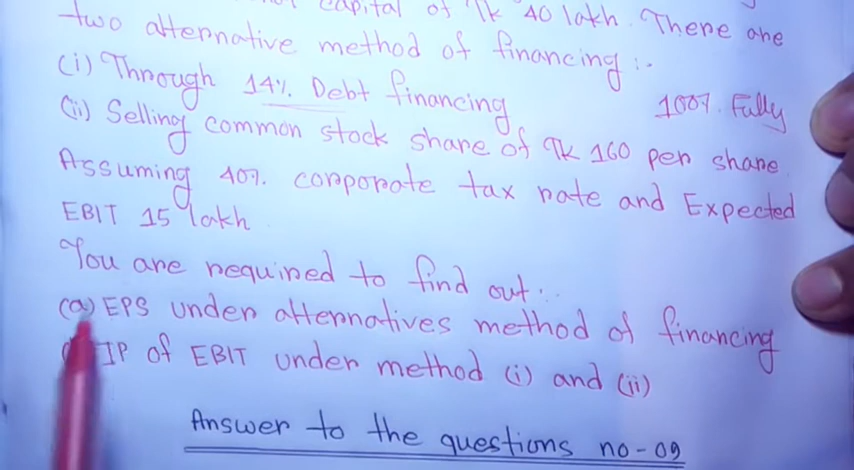 capital of Tk 40 lakh. There are
two alternative method of financing :-
(i) Through 14% Debt financing
100% Fully
(ii) Selling common stock share of Tk 160 per share
Assuming 40% corporate tax rate and Expected
EBIT 15 lakh
You are required to find out :.
(a) EPS under alternatives method of financing
IP of EBIT under method (i) and (ii)
Answer to the questions no-09